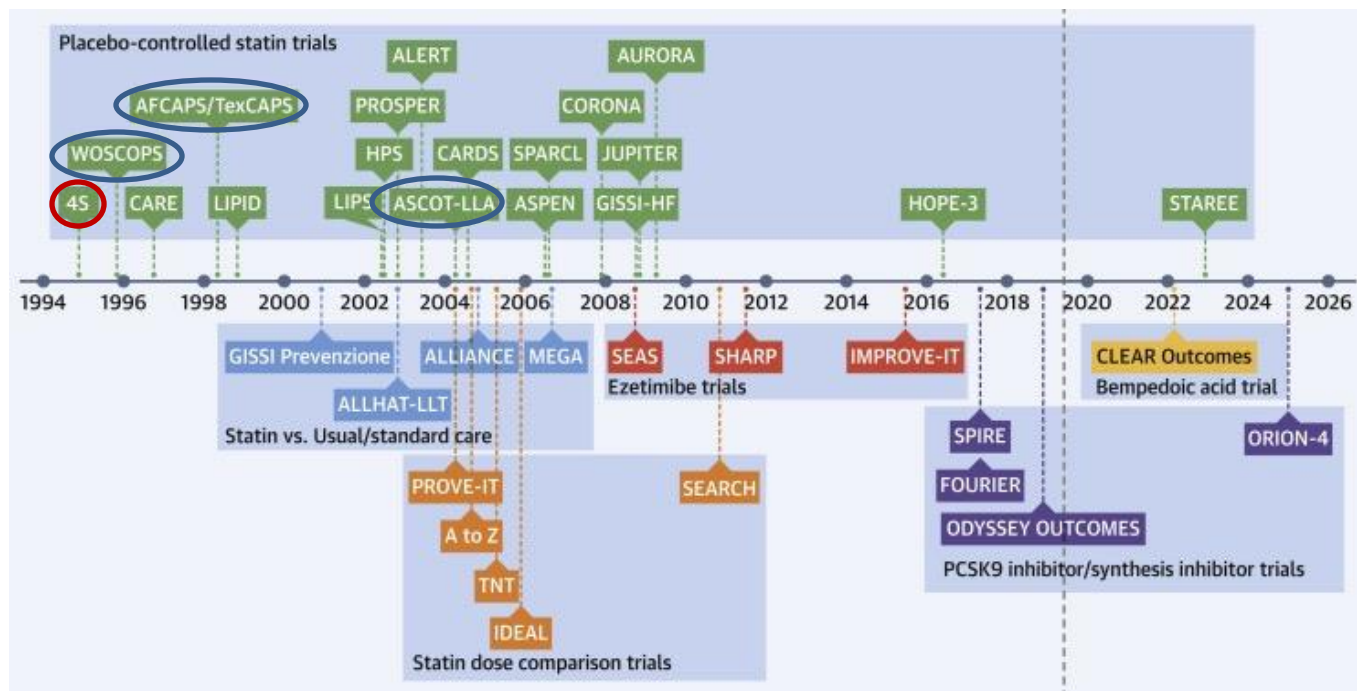 Placebo-controlled statin trials
ALERT
AURORA
AFCAPS/TexCAPS
PROSPER
CORONA
WOSCOPS
HPS
CARDS
SPARCL
JUPITER
4S
CARE
LIPID
LIPS
ASCOT-LLA
ASPEN
GISSI-HF
HOPE-3
STAREE
1994 1996 1998 2000 2002 2004 2006 2008 2010 2012 2014 2016 2018 2020 2022 2024 2026
GISSI Prevenzione
ALLIANCE
MEGA
ALLHAT-LLT
Statin vs. Usual/standard care
SEAS
SHARP
IMPROVE-IT
Ezetimibe trials
CLEAR Outcomes
Bempedoic acid trial
PROVE-IT
SEARCH
A to Z
TNT
IDEAL
Statin dose comparison trials
SPIRE
ORION-4
FOURIER
ODYSSEY OUTCOMES
PCSK9 inhibitor/synthesis inhibitor trials